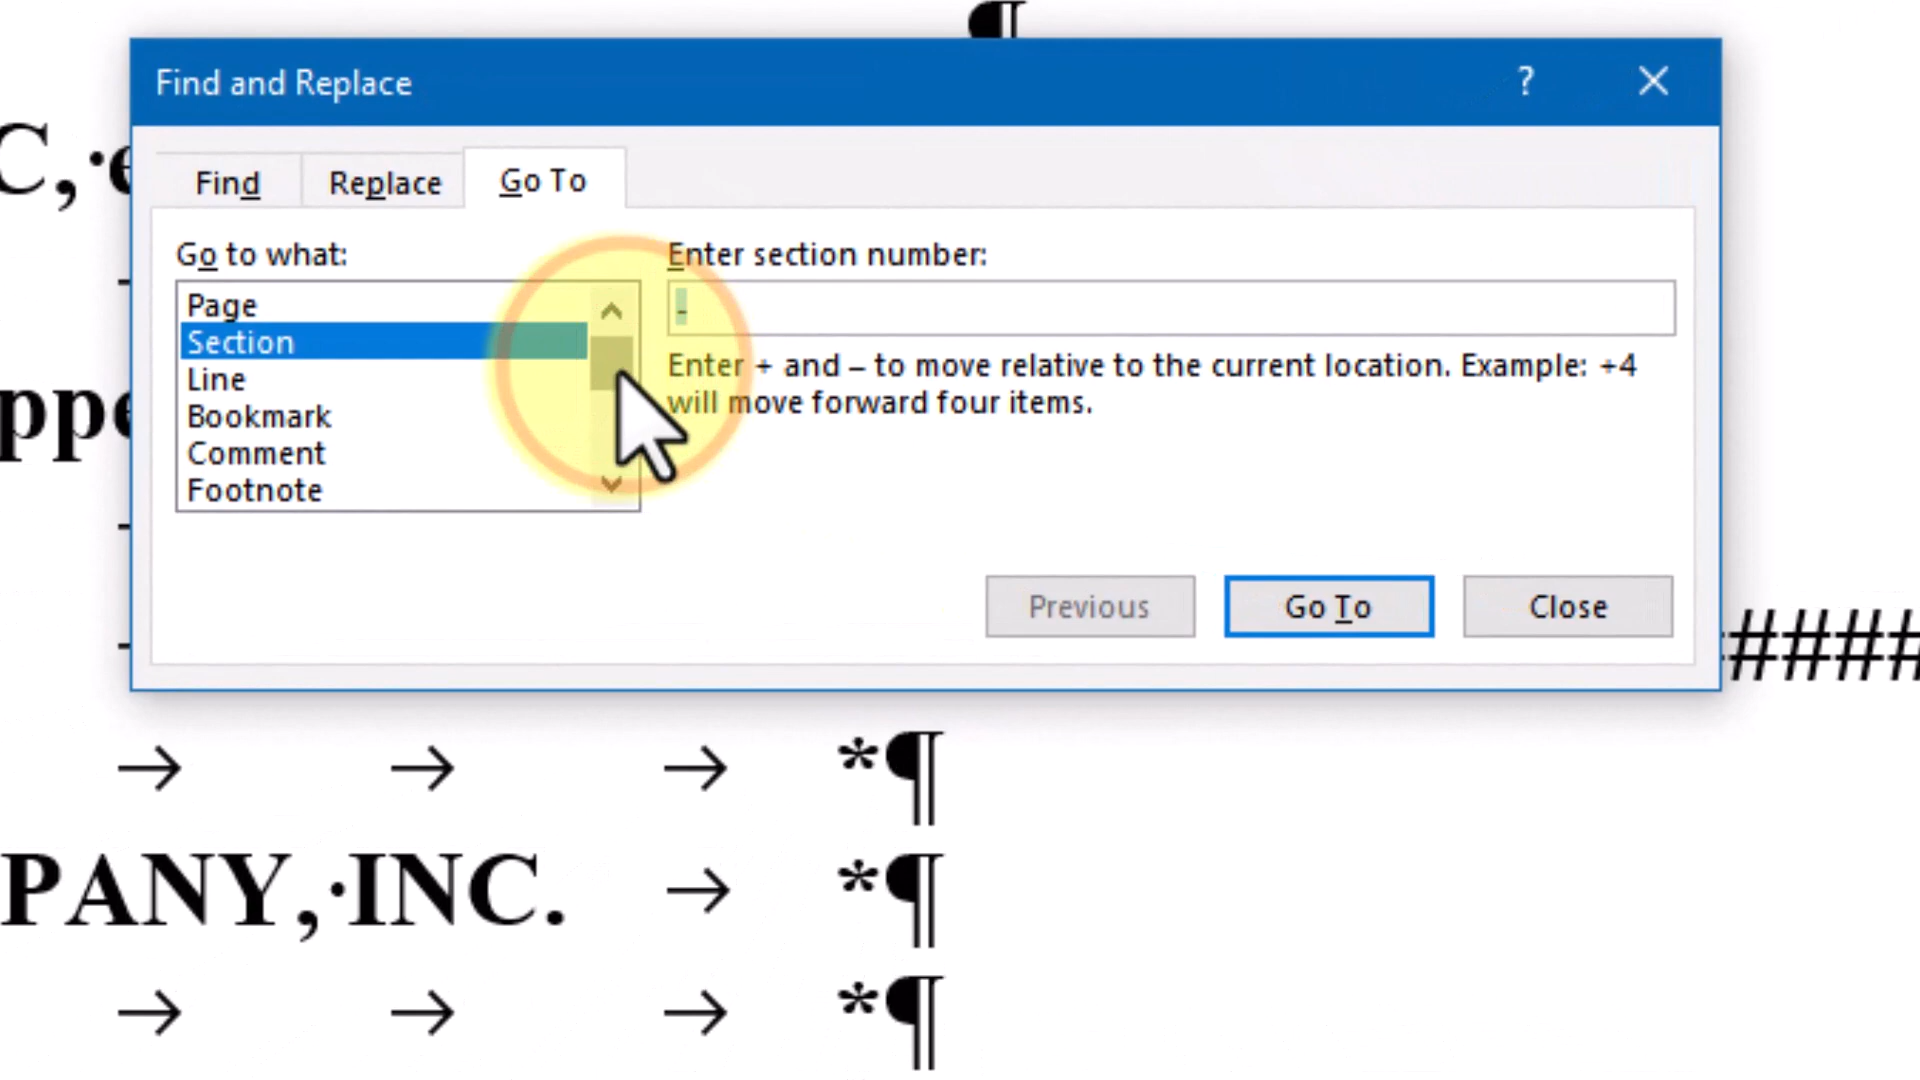 ¶
Find and Replace ?
C,·e
Find Replace Go To
Go to what: Enter section number:
Page -
Section
Line Enter + and – to move relative to the current location. Example: +4
Bookmark will move forward four items.
Comment
Footnote
ppe
Previous Go To Close
####
→ → → *¶
PANY,·INC. → *¶
→ → → *¶